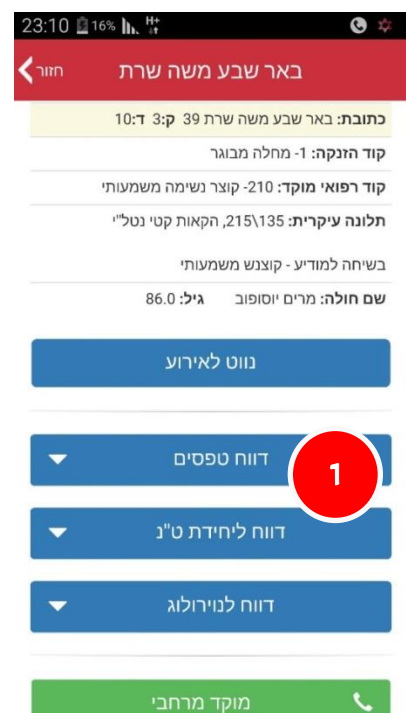 23:10 16% H+
חזור
באר שבע משה שרת
כתובת: באר שבע משה שרת 39 ק:3 ד:10
קוד הזנקה: 1- מחלה מבוגר
קוד רפואי מוקד: 210- קוצר נשימה משמעותי
תלונה עיקרית: 135\215, הקאות קטי נטל"י
בשיחה למודיע - קוצנש משמעותי
שם חולה: מרים יוסופוב גיל: 86.0
נווט לאירוע
דווח טפסים
1
דווח ליחידת ט"נ
דווח לנוירולוג
מוקד מרחבי